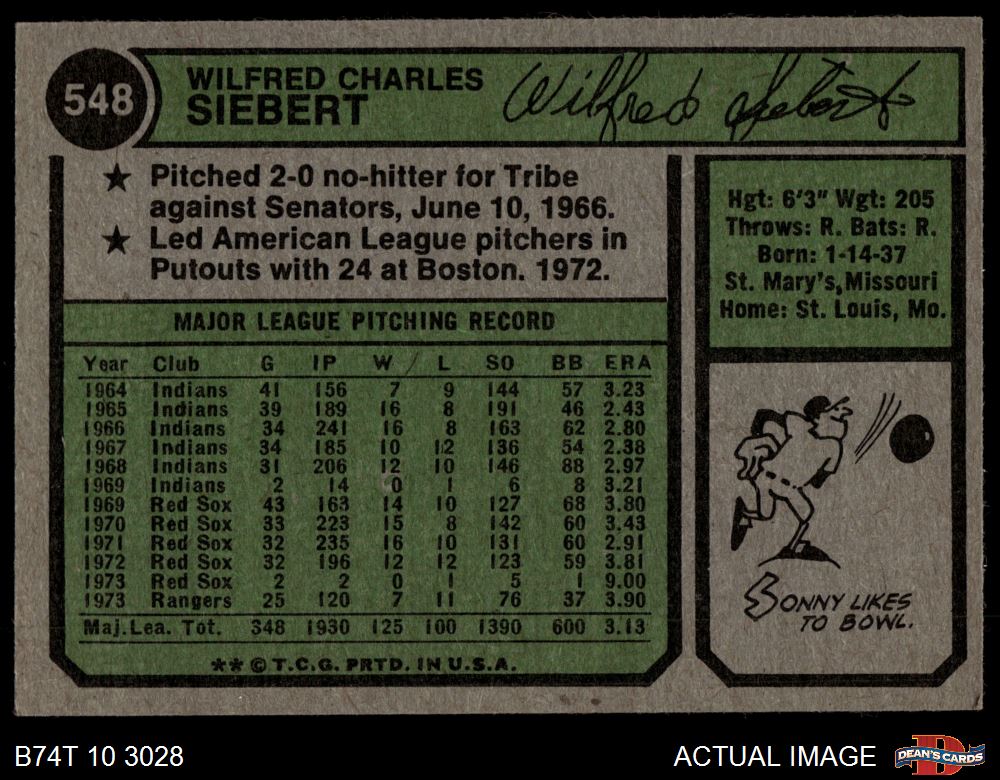 548
WILFRED CHARLES
SIEBERT
Wilfred Siebert
★ Pitched 2-0 no-hitter for Tribe
against Senators, June 10, 1966.
★ Led American League pitchers in
Putouts with 24 at Boston. 1972.
Hgt: 6'3" Wgt: 205
Throws: R. Bats: R.
Born: 1-14-37
St. Mary's, Missouri
Home: St. Louis, Mo.
MAJOR LEAGUE PITCHING RECORD
Year Club G IP W L SO BB ERA
1964 Indians 41 156 7 9 144 57 3.23
1965 Indians 39 189 16 8 191 46 2.43
1966 Indians 34 241 16 8 163 62 2.80
1967 Indians 34 185 10 12 136 54 2.38
1968 Indians 31 206 12 10 146 88 2.97
1969 Indians 2 14 0 1 6 8 3.21
1969 Red Sox 43 163 14 10 127 68 3.80
1970 Red Sox 33 223 15 8 142 60 3.43
1971 Red Sox 32 235 16 10 131 60 2.91
1972 Red Sox 32 196 12 12 123 59 3.81
1973 Red Sox 2 2 0 1 5 1 9.00
1973 Rangers 25 120 7 11 76 37 3.90
Maj. Lea. Tot. 348 1930 125 100 1390 600 3.13
** © T.C.G. PRTD. IN U.S.A.
SONNY LIKES
TO BOWL.
B74T 10 3028
ACTUAL IMAGE
DEAN'S CARDS